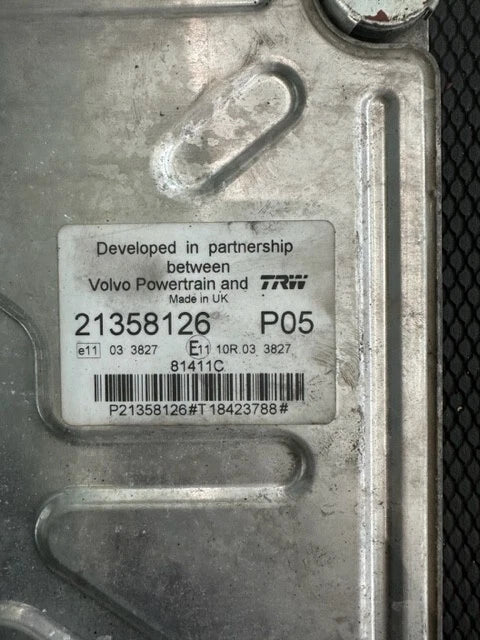 Developed in partnership
between
Volvo Powertrain and TRW
Made in UK
21358126 P05
e11 03 3827 E11 10R.03 3827
81411C
P21358126#T18423788#